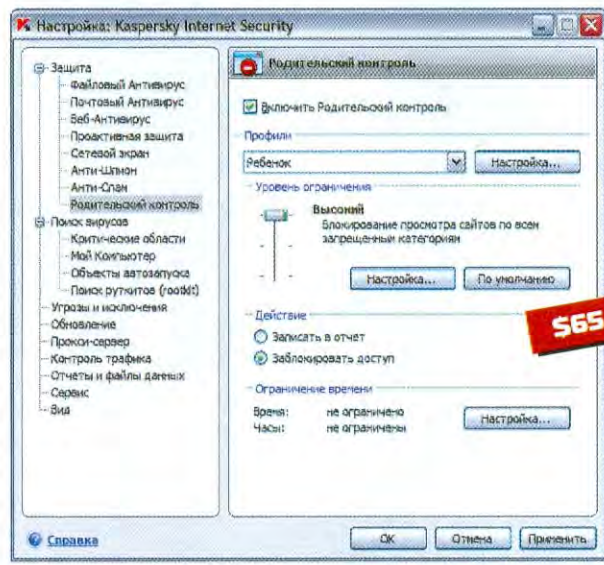 Настройка: Kaspersky Internet Security
Защита
Файловый Антивирус
Почтовый Антивирус
Веб-Антивирус
Проактивная защита
Сетевой экран
Анти-Шпион
Анти-Спам
Родительский контроль
Поиск вирусов
Критические области
Мой Компьютер
Объекты автозапуска
Поиск руткитов (rootkit)
Угрозы и исключения
Обновление
Прокси-сервер
Контроль трафика
Отчеты и файлы данных
Сервис
Вид
Родительский контроль
Включить Родительский контроль
Профили
Ребенок
Настройка...
Уровень ограничения
Высокий
Блокирование просмотра сайтов по всем
запрещенным категориям
Настройка...
По умолчанию
Действие
Записать в отчет
Заблокировать доступ
$65
Ограничение времени
Время: не ограничено
Часы: не ограничены
Настройка...
Справка
ОК
Отмена
Применить